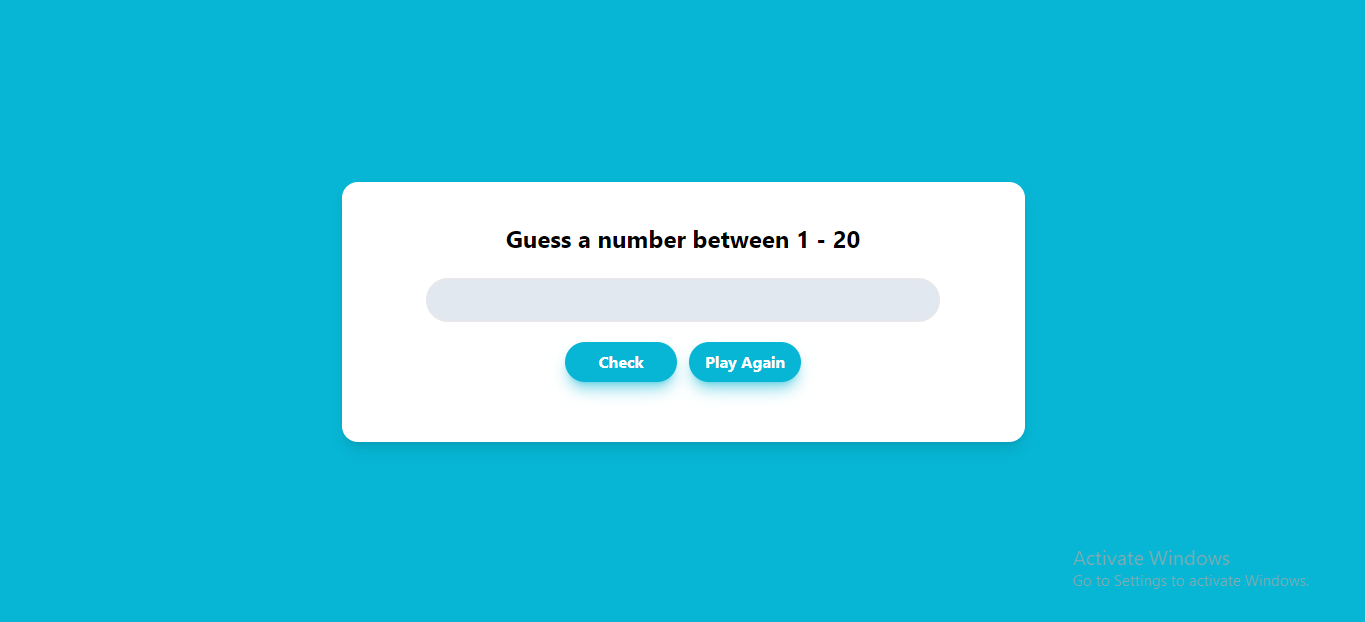 Guess a number between 1 - 20
Check
Play Again
Activate Windows
Go to Settings to activate Windows.